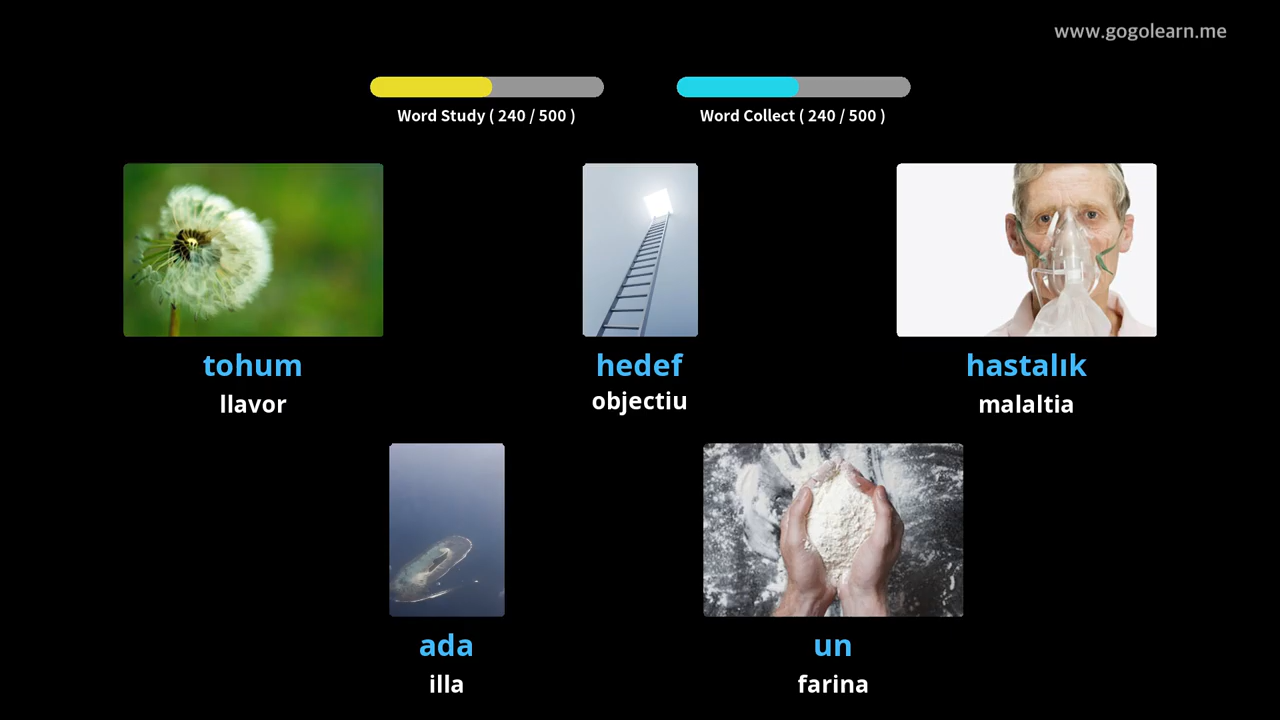 www.gogolearn.me
Word Study ( 240 / 500 )
Word Collect ( 240 / 500 )
tohum
llavor
hedef
objectiu
hastalık
malaltia
ada
illa
un
farina